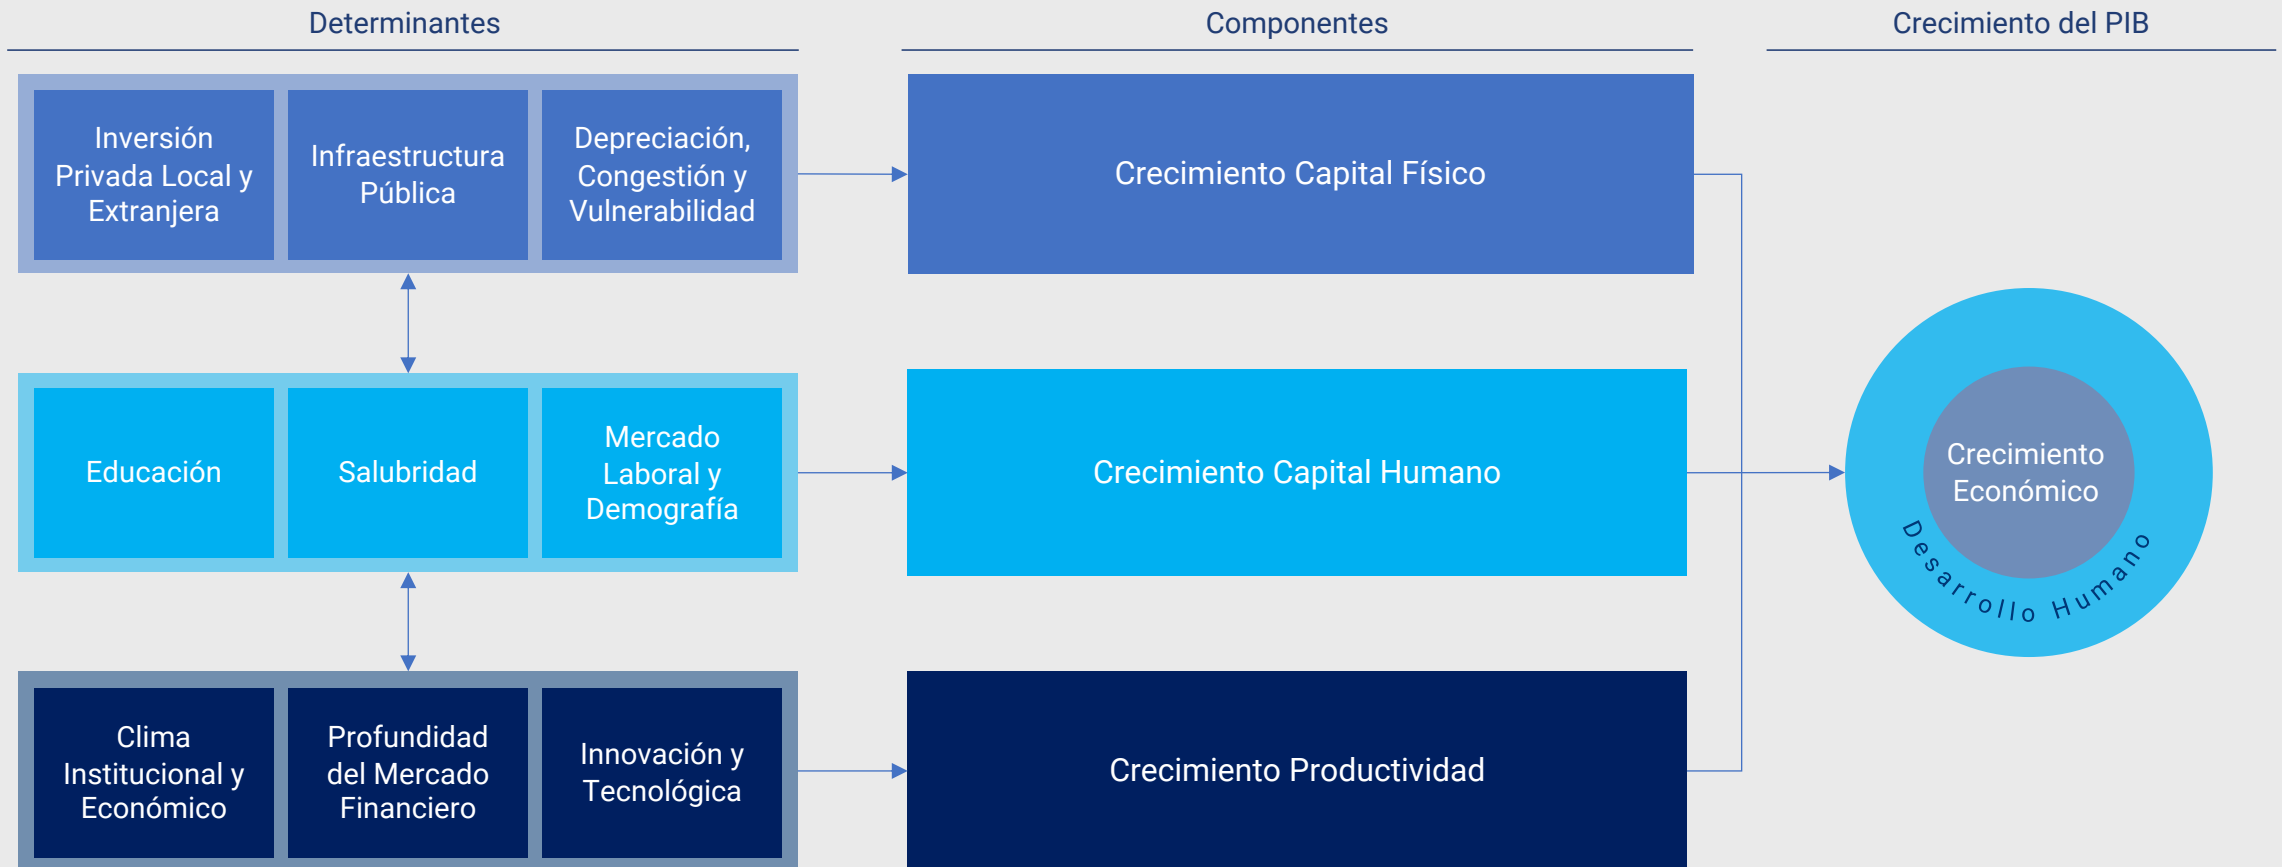 Determinantes
Componentes
Crecimiento del PIB
Inversión
Privada Local y
Extranjera
Infraestructura
Pública
Depreciación,
Congestión y
Vulnerabilidad
Crecimiento Capital Físico
Educación
Salubridad
Mercado
Laboral y
Demografía
Crecimiento Capital Humano
Crecimiento
Económico
Desarrollo Humano
Clima
Institucional y
Económico
Profundidad
del Mercado
Financiero
Innovación y
Tecnológica
Crecimiento Productividad